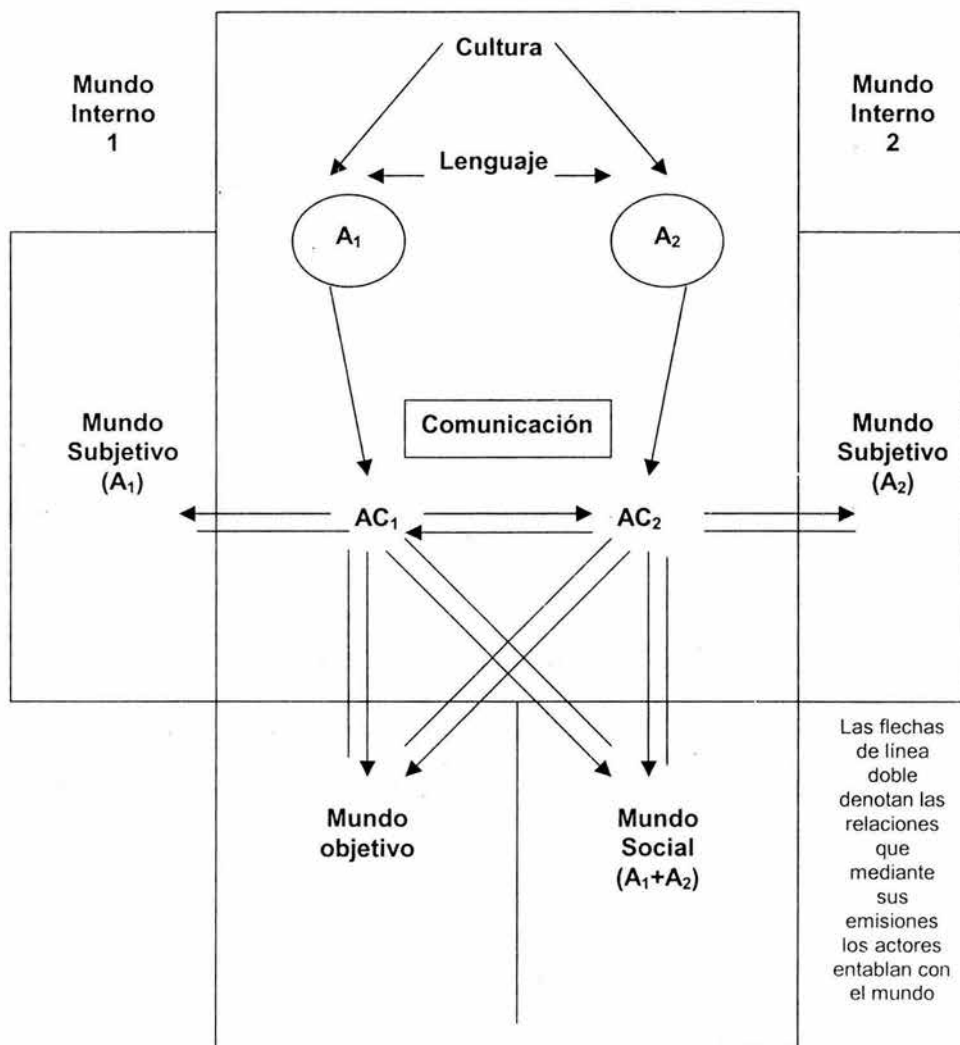 Cultura
Mundo
Interno
1
Mundo
Interno
2
Lenguaje
A₁
A₂
Comunicación
Mundo
Subjetivo
(A₁)
Mundo
Subjetivo
(A₂)
AC₁
AC₂
Mundo
objetivo
Mundo
Social
(A₁+A₂)
Las flechas
de línea
doble
denotan las
relaciones
que
mediante
sus
emisiones
los actores
entablan con
el mundo